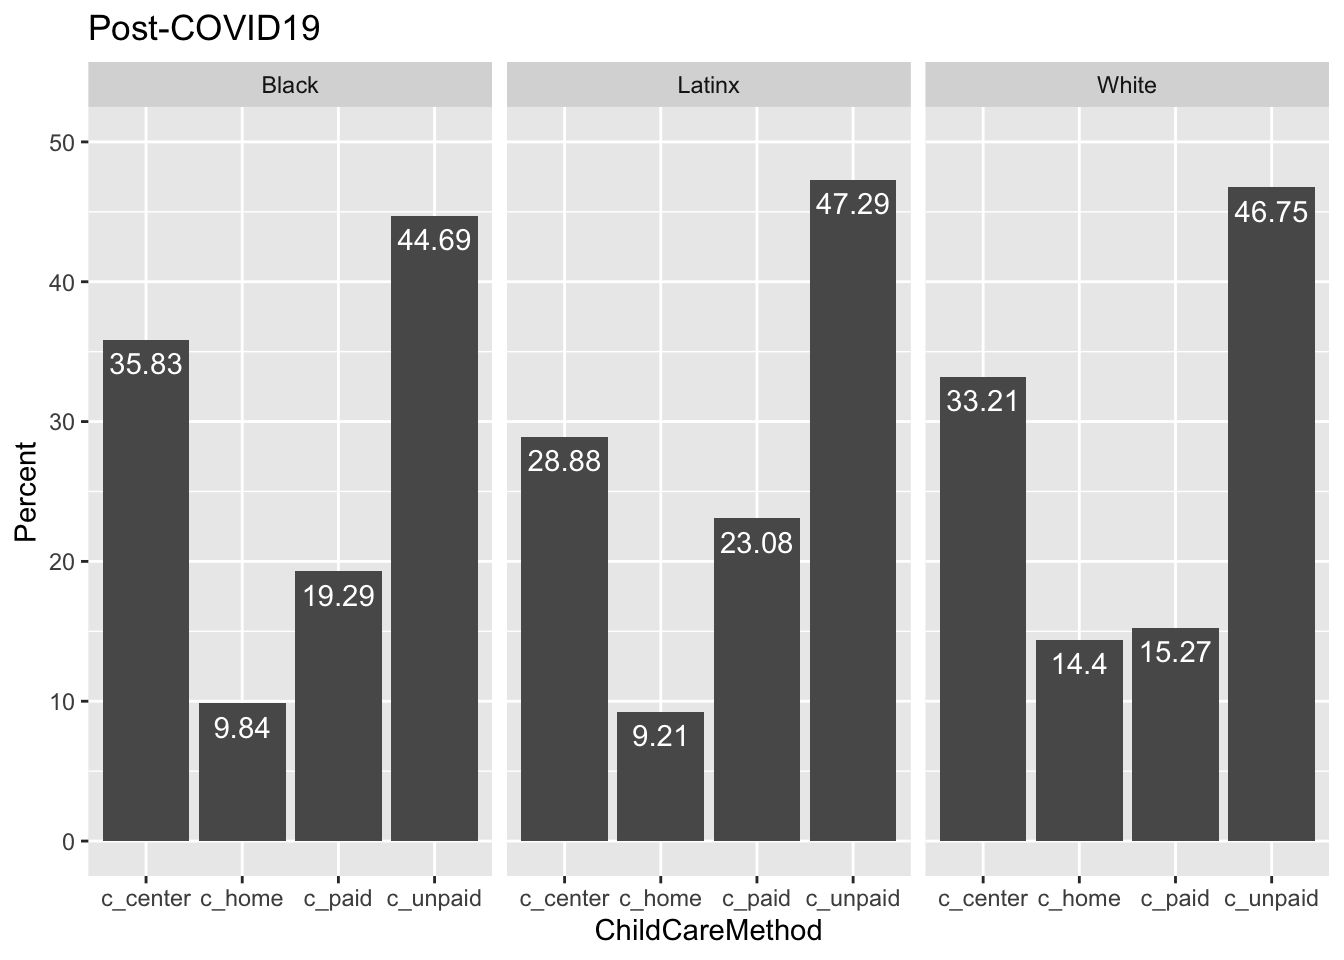 Post-COVID19
Black Latinx White
Percent
50
40
30
20
10
0
35.83 9.84 19.29 44.69
28.88 9.21 23.08 47.29
33.21 14.4 15.27 46.75
c_center c_home c_paid c_unpaid c_center c_home c_paid c_unpaid c_center c_home c_paid c_unpaid
ChildCareMethod